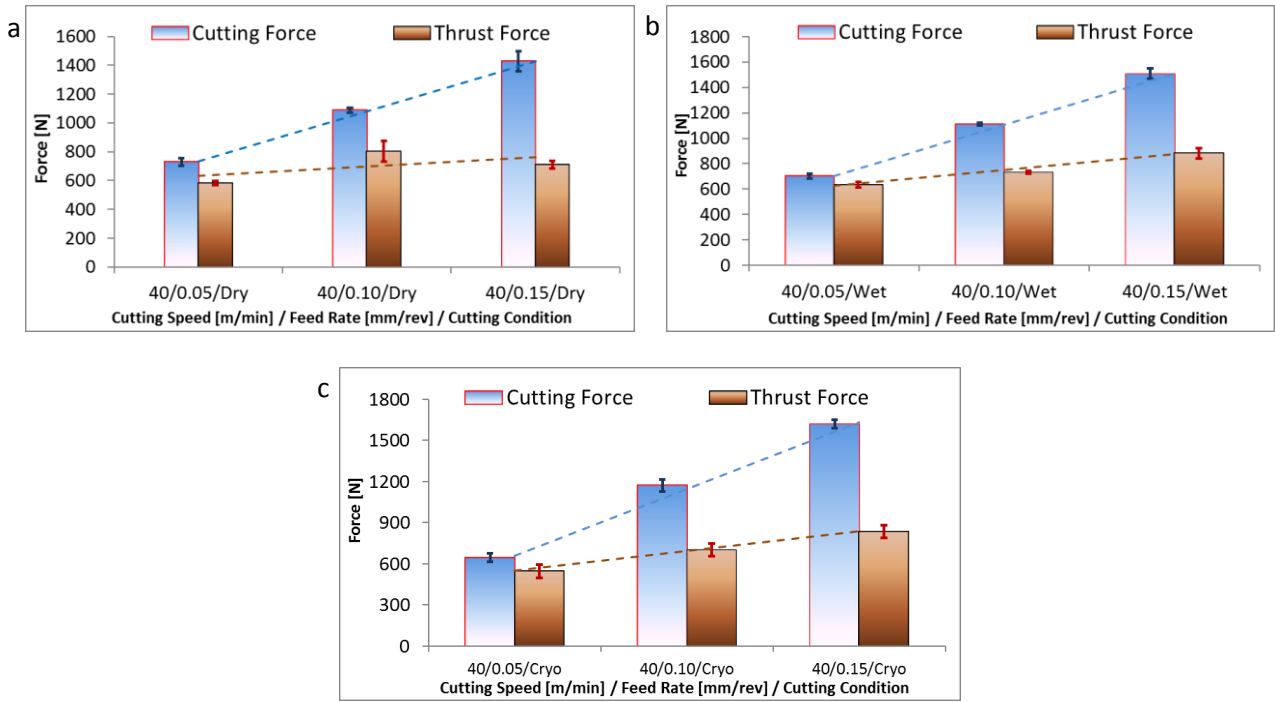 a
Cutting Force Thrust Force
1600
1400
1200
1000
800
600
400
200
0
Force [N]
40/0.05/Dry 40/0.10/Dry 40/0.15/Dry
Cutting Speed [m/min] / Feed Rate [mm/rev] / Cutting Condition
b
Cutting Force Thrust Force
1800
1600
1400
1200
1000
800
600
400
200
0
Force [N]
40/0.05/Wet 40/0.10/Wet 40/0.15/Wet
Cutting Speed [m/min] / Feed Rate [mm/rev] / Cutting Condition
c
Cutting Force Thrust Force
1800
1500
1200
900
600
300
0
Force [N]
40/0.05/Cryo 40/0.10/Cryo 40/0.15/Cryo
Cutting Speed [m/min] / Feed Rate [mm/rev] / Cutting Condition